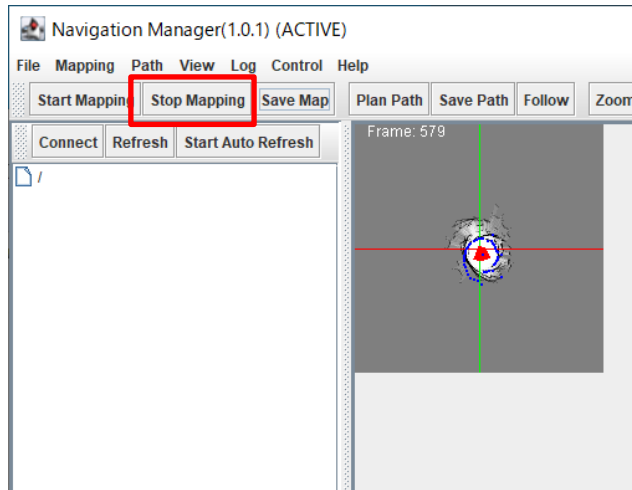 Navigation Manager(1.0.1) (ACTIVE)
File Mapping Path View Log Control Help
Start Mapping Stop Mapping Save Map Plan Path Save Path Follow Zoom
Connect Refresh Start Auto Refresh
Frame: 579
/